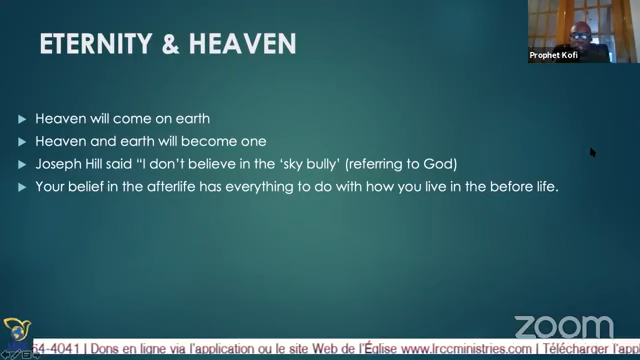 ETERNITY & HEAVEN
Prophet Kofi
Heaven will come on earth
Heaven and earth will become one
Joseph Hill said “I don’t believe in the ‘sky bully’ (referring to God)
Your belief in the afterlife has everything to do with how you live in the before life.
zoom
64-4041 | Dons en ligne via l'application ou le site Web de l'Église www.lrccministries.com | Télécharger l'app